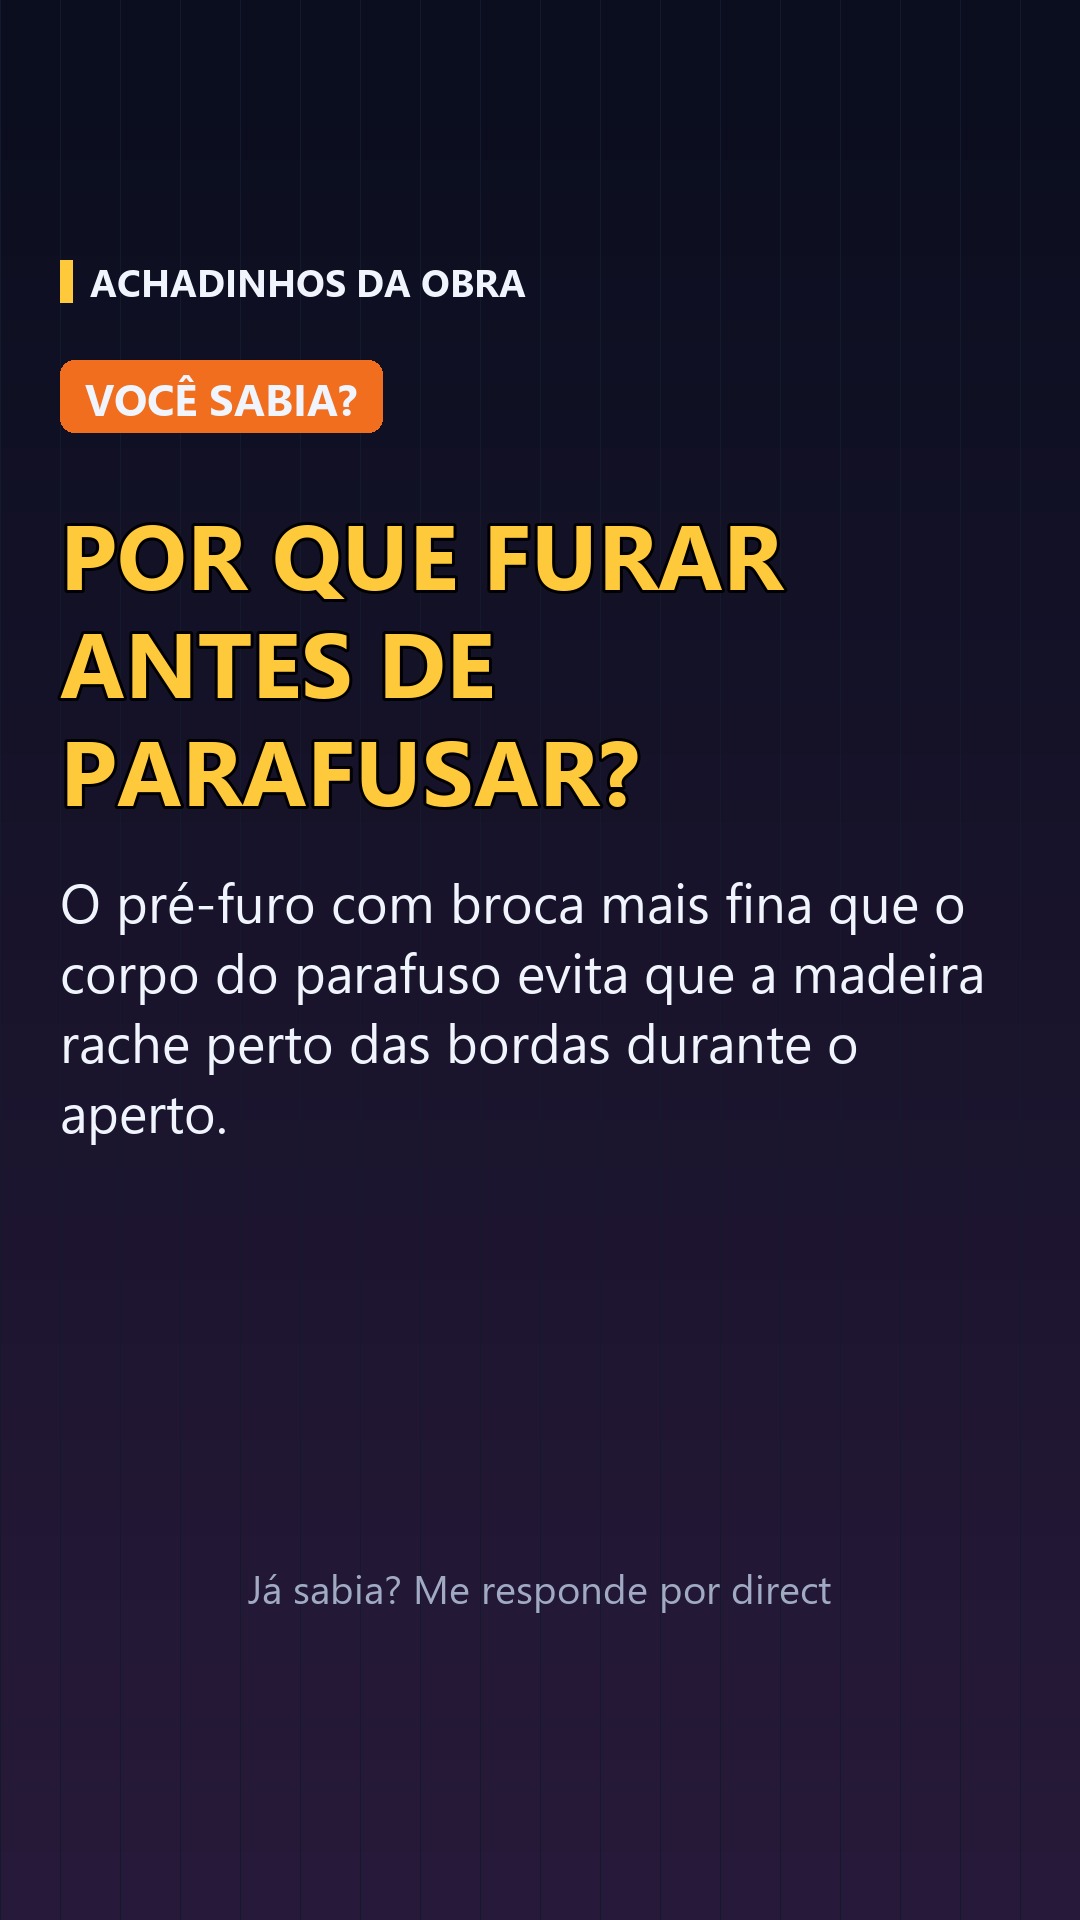 ACHADINHOS DA OBRA
VOCÊ SABIA?
POR QUE FURAR
ANTES DE
PARAFUSAR?
O pré-furo com broca mais fina que o
corpo do parafuso evita que a madeira
rache perto das bordas durante o
aperto.
Já sabia? Me responde por direct